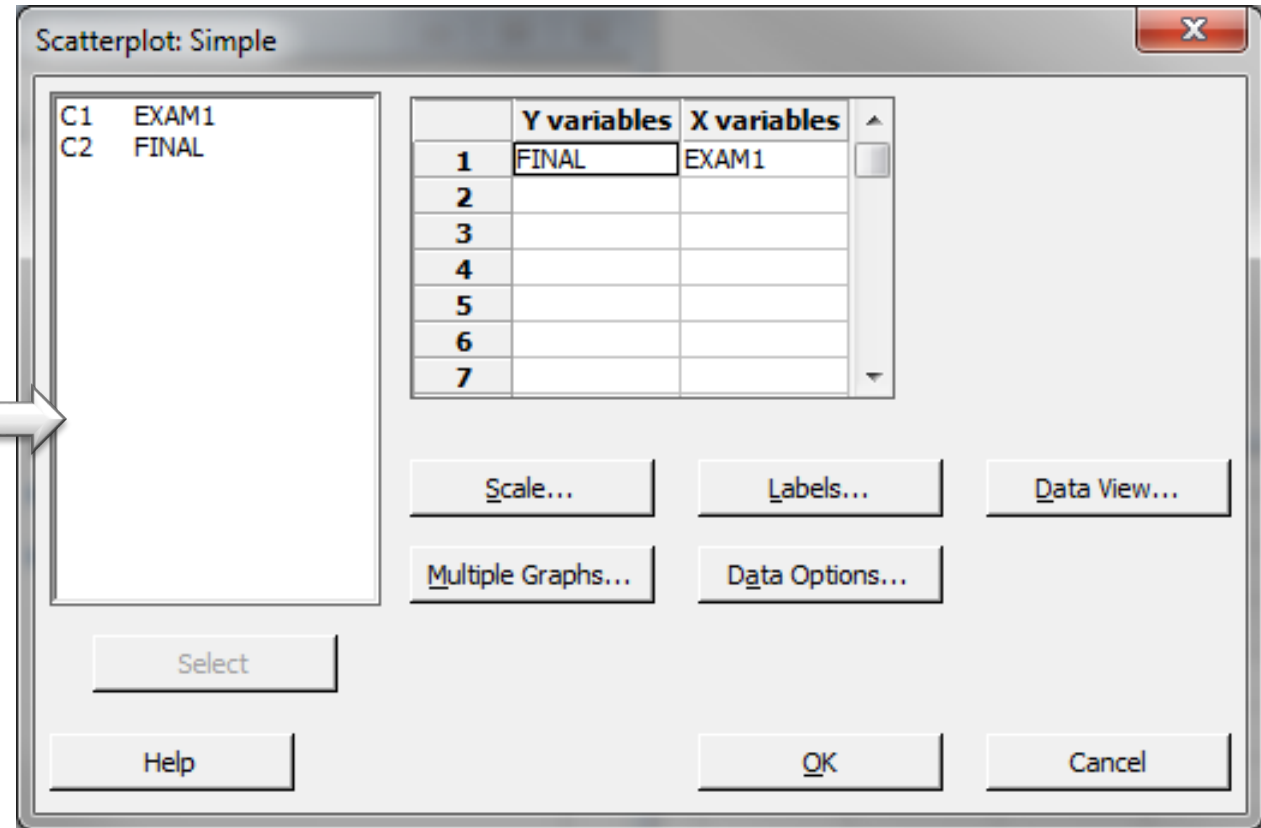 Scatterplot: Simple
C1 EXAM1
C2 FINAL
Y variables X variables
1 FINAL EXAM1
2
3
4
5
6
7
Scale... Labels... Data View...
Multiple Graphs... Data Options...
Select
Help OK Cancel